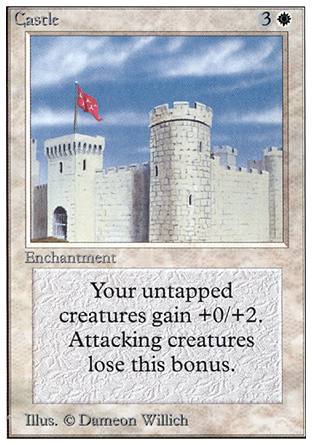 Castle 3
Enchantment
Your untapped
creatures gain +0/+2.
Attacking creatures
lose this bonus.
Illus. © Dameon Willich